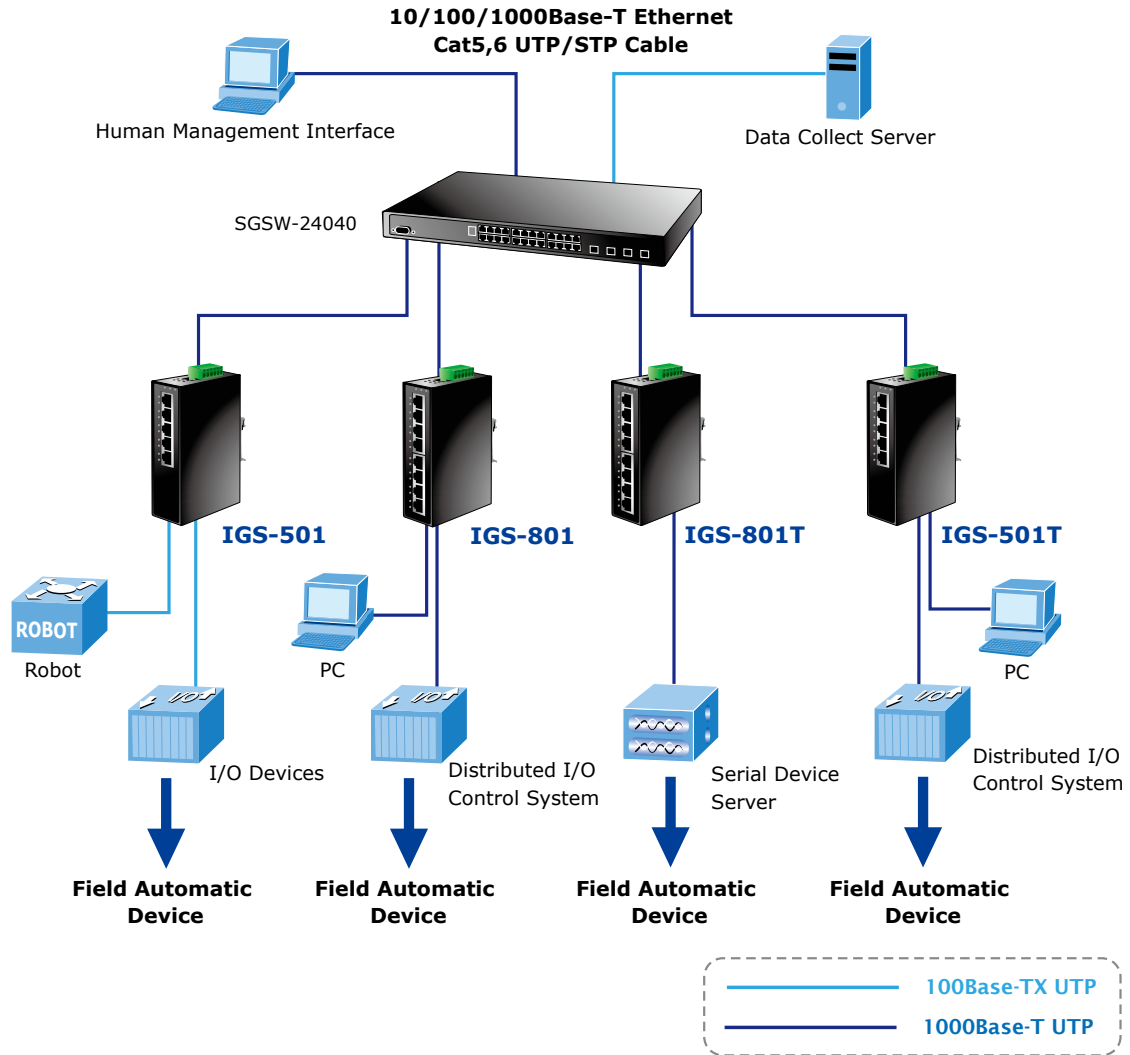 10/100/1000Base-T Ethernet
Cat5,6 UTP/STP Cable
Human Management Interface
Data Collect Server
SGSW-24040
IGS-501
IGS-801
IGS-801T
IGS-501T
ROBOT
Robot
PC
PC
I/O
I/O
I/O
I/O Devices
Distributed I/O
Control System
Serial Device
Server
Distributed I/O
Control System
Field Automatic
Device
Field Automatic
Device
Field Automatic
Device
Field Automatic
Device
100Base-TX UTP
1000Base-T UTP